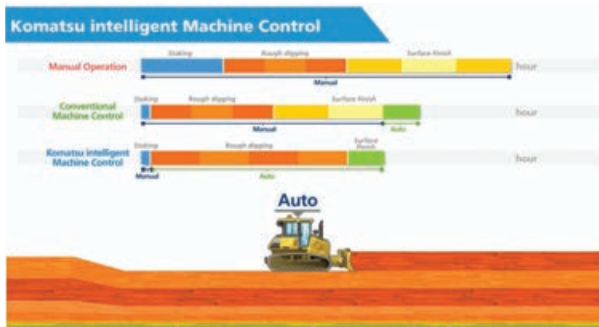 Komatsu intelligent Machine Control
Staking Rough digging Surface Finish
Manual Operation hour
Manual
Staking Rough digging Surface Finish
Conventional
Machine Control hour
Manual Auto
Staking Rough digging Surface
Finish
Komatsu intelligent
Machine Control hour
Manual Auto
Auto